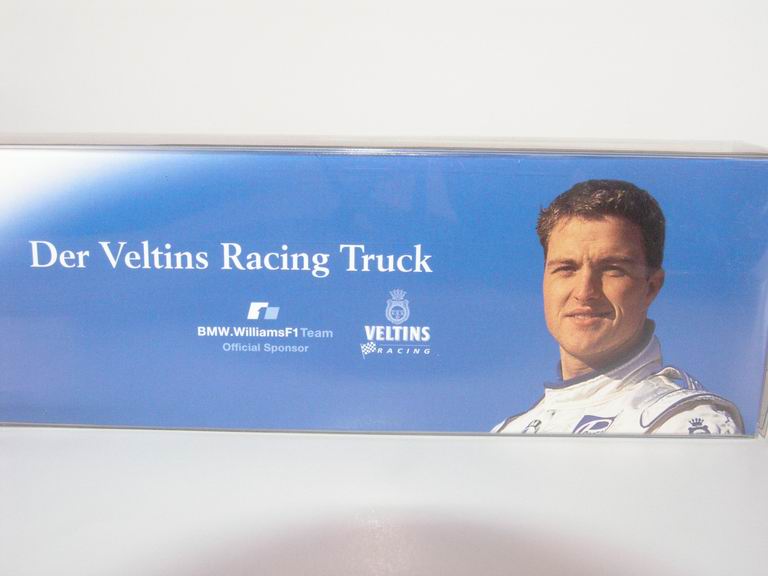 Der Veltins Racing Truck
BMW.WilliamsF1Team
Official Sponsor
VELTINS
RACING